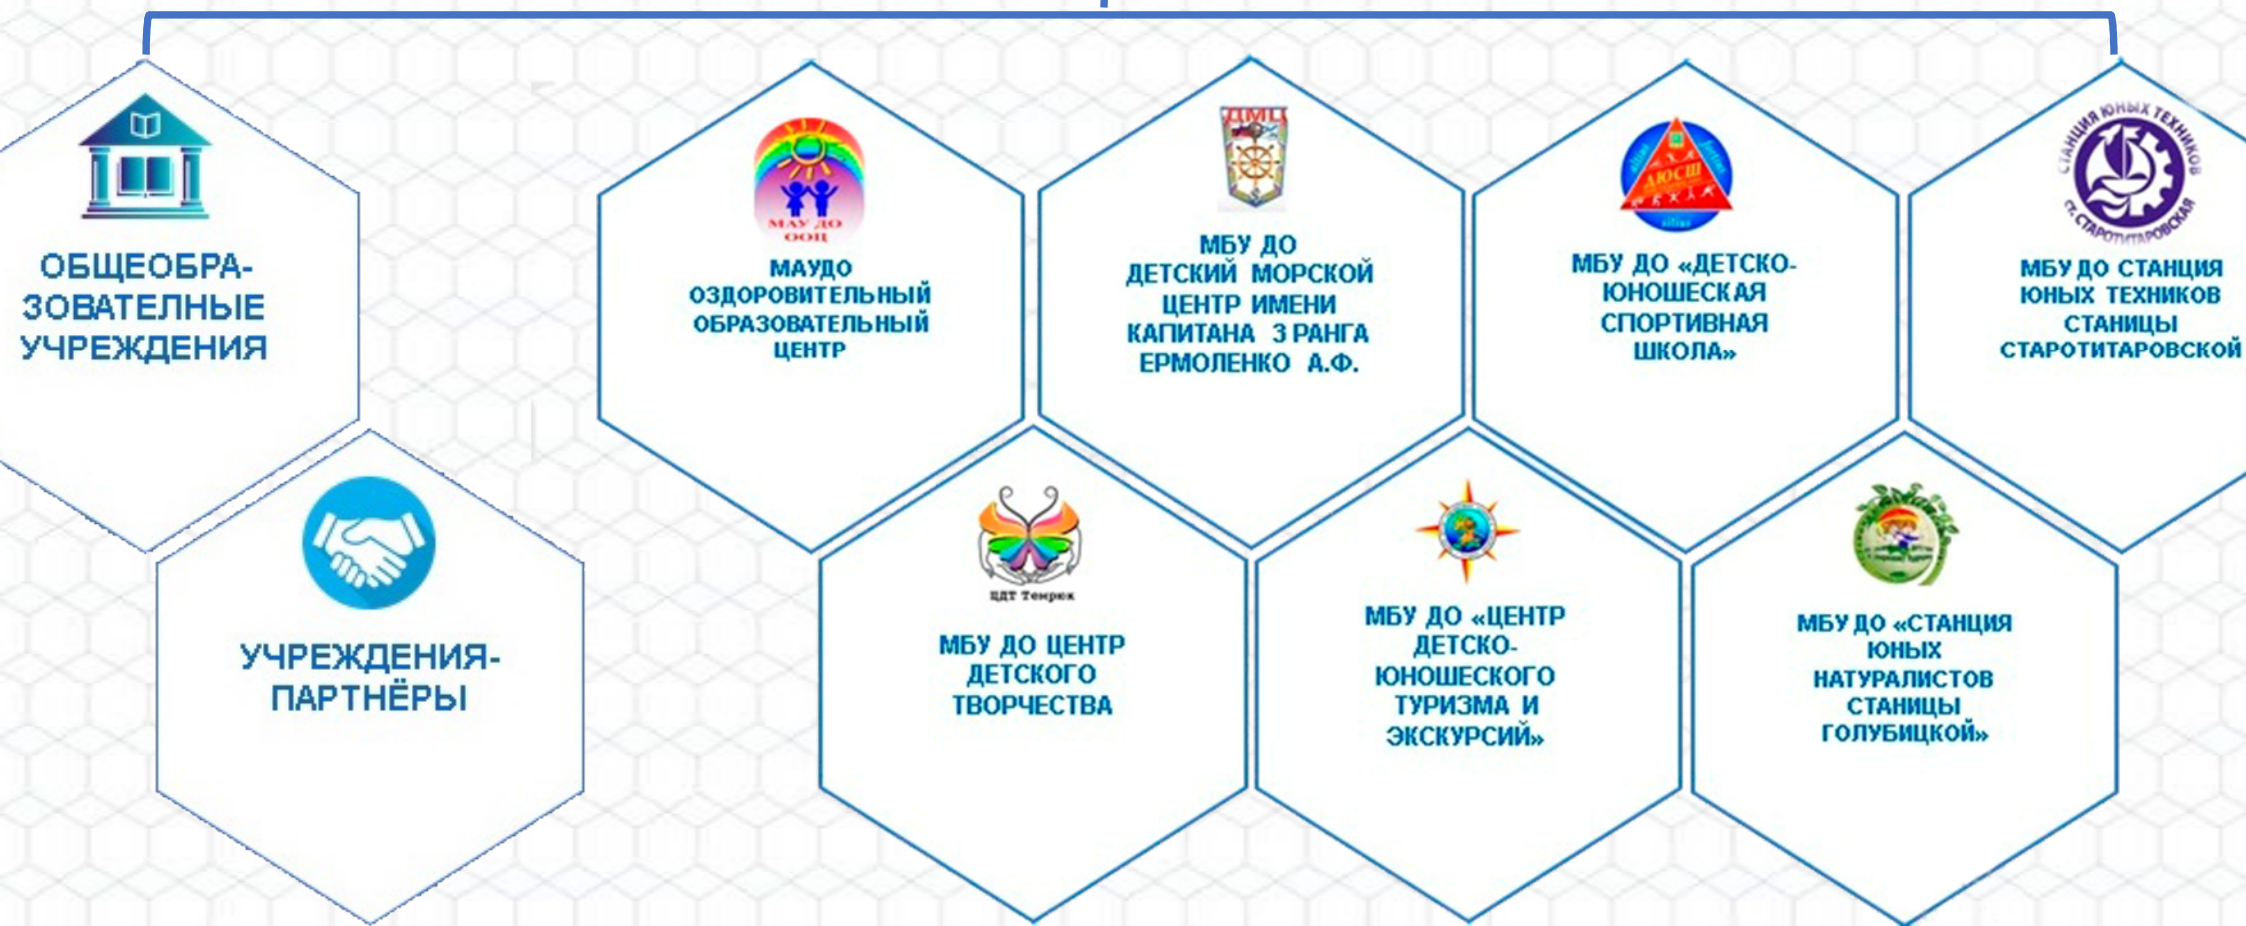 ОБЩЕОБРА-
ЗОВАТЕЛНЫЕ
УЧРЕЖДЕНИЯ
УЧРЕЖДЕНИЯ-
ПАРТНЁРЫ
МАУ ДО
ООЦ
МАУДО
ОЗДОРОВИТЕЛЬНЫЙ
ОБРАЗОВАТЕЛЬНЫЙ
ЦЕНТР
ДМЦ
МБУ ДО
ДЕТСКИЙ МОРСКОЙ
ЦЕНТР ИМЕНИ
КАПИТАНА 3 РАНГА
ЕРМОЛЕНКО А.Ф.
ДЮСШ
МБУ ДО «ДЕТСКО-
ЮНОШЕСКАЯ
СПОРТИВНАЯ
ШКОЛА»
СТАНЦИЯ ЮНЫХ ТЕХНИКОВ
СТ. СТАРОТИТАРОВСКАЯ
МБУ ДО СТАНЦИЯ
ЮНЫХ ТЕХНИКОВ
СТАНИЦЫ
СТАРОТИТАРОВСКОЙ
ЦДТ Темрюк
МБУ ДО ЦЕНТР
ДЕТСКОГО
ТВОРЧЕСТВА
МБУ ДО «ЦЕНТР
ДЕТСКО-
ЮНОШЕСКОГО
ТУРИЗМА И
ЭКСКУРСИЙ»
МБУ ДО «СТАНЦИЯ
ЮНЫХ
НАТУРАЛИСТОВ
СТАНИЦЫ
ГОЛУБИЦКОЙ»